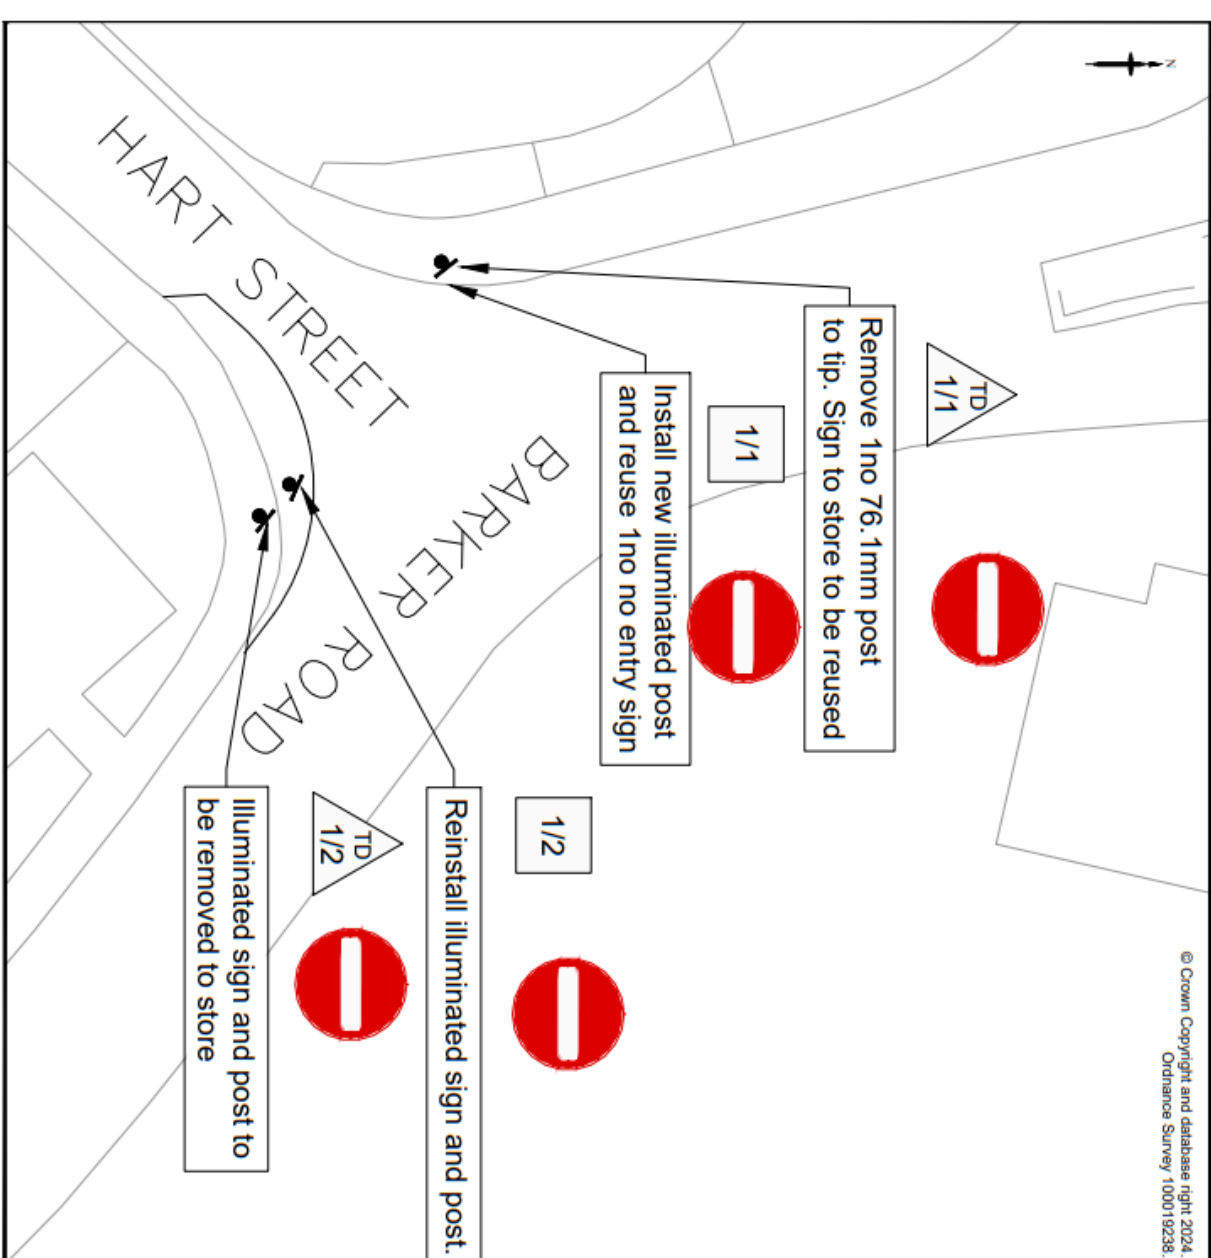 N
© Crown Copyright and database right 2024.
Ordnance Survey 100019238.
TD
1/1
Remove 1no 76.1mm post
to tip. Sign to store to be reused
1/1
Install new illuminated post
and reuse 1no no entry sign
HART STREET
BARKER ROAD
1/2
Reinstall illuminated sign and post.
TD
1/2
Illuminated sign and post to
be removed to store